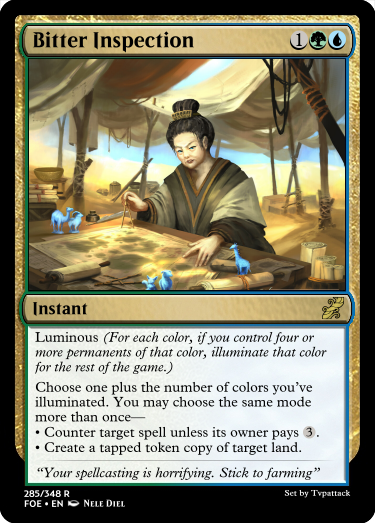 Bitter Inspection 1
Instant
Luminous (For each color, if you control four or
more permanents of that color, illuminate that color
for the rest of the game.)
Choose one plus the number of colors you’ve
illuminated. You may choose the same mode
more than once—
• Counter target spell unless its owner pays 3.
• Create a tapped token copy of target land.
“Your spellcasting is horrifying. Stick to farming”
285/348 R
Set by Tvpattack
FOE • EN Nele Diel